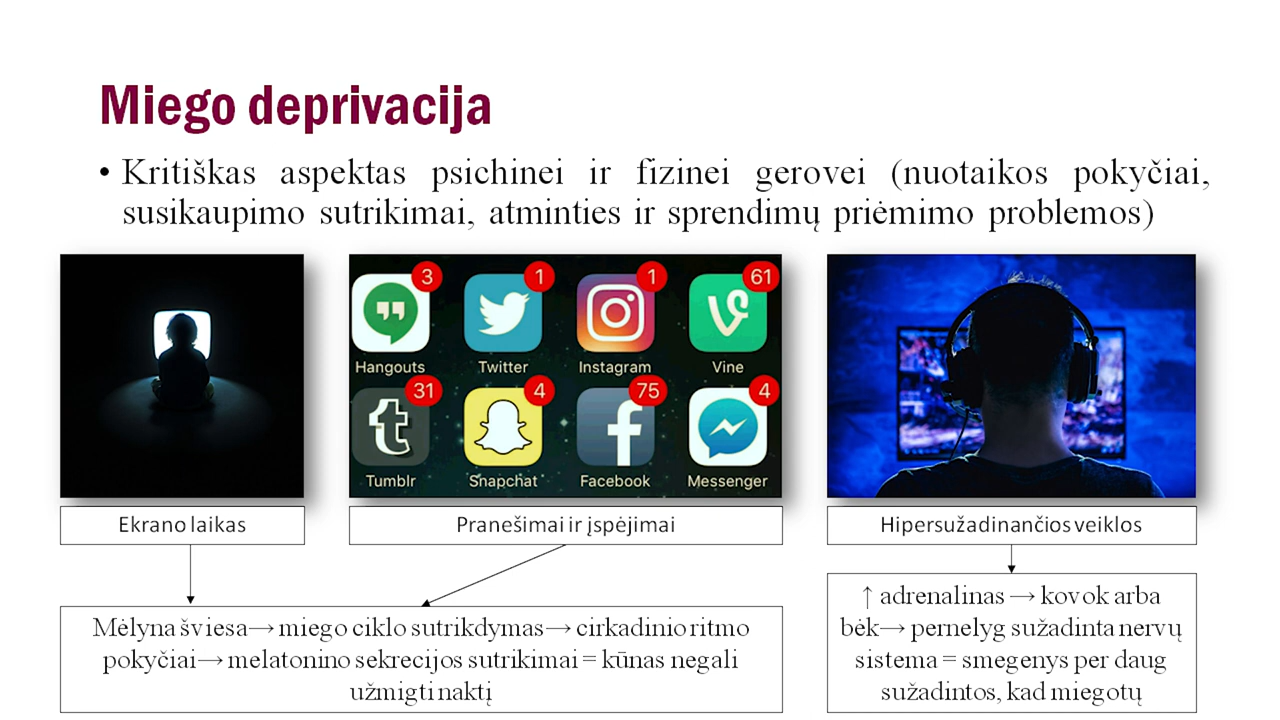 Miego deprivacija
• Kritiškas aspektas psichinei ir fizinei gerovei (nuotaikos pokyčiai,
susikaupimo sutrikimai, atminties ir sprendimų priėmimo problemos)
3 1 1 61
Hangouts Twitter Instagram Vine
31 4 75 4
Tumblr Snapchat Facebook Messenger
Ekrano laikas
Pranešimai ir įspėjimai
Hipersužadinančios veiklos
Mėlyna šviesa→ miego ciklo sutrikdymas→ cirkadinio ritmo
pokyčiai→ melatonino sekrecijos sutrikimai = kūnas negali
užmigti naktį
↑ adrenalinas → kovok arba
bėk→ pernelyg sužadinta nervų
sistema = smegenys per daug
sužadintos, kad miegotų